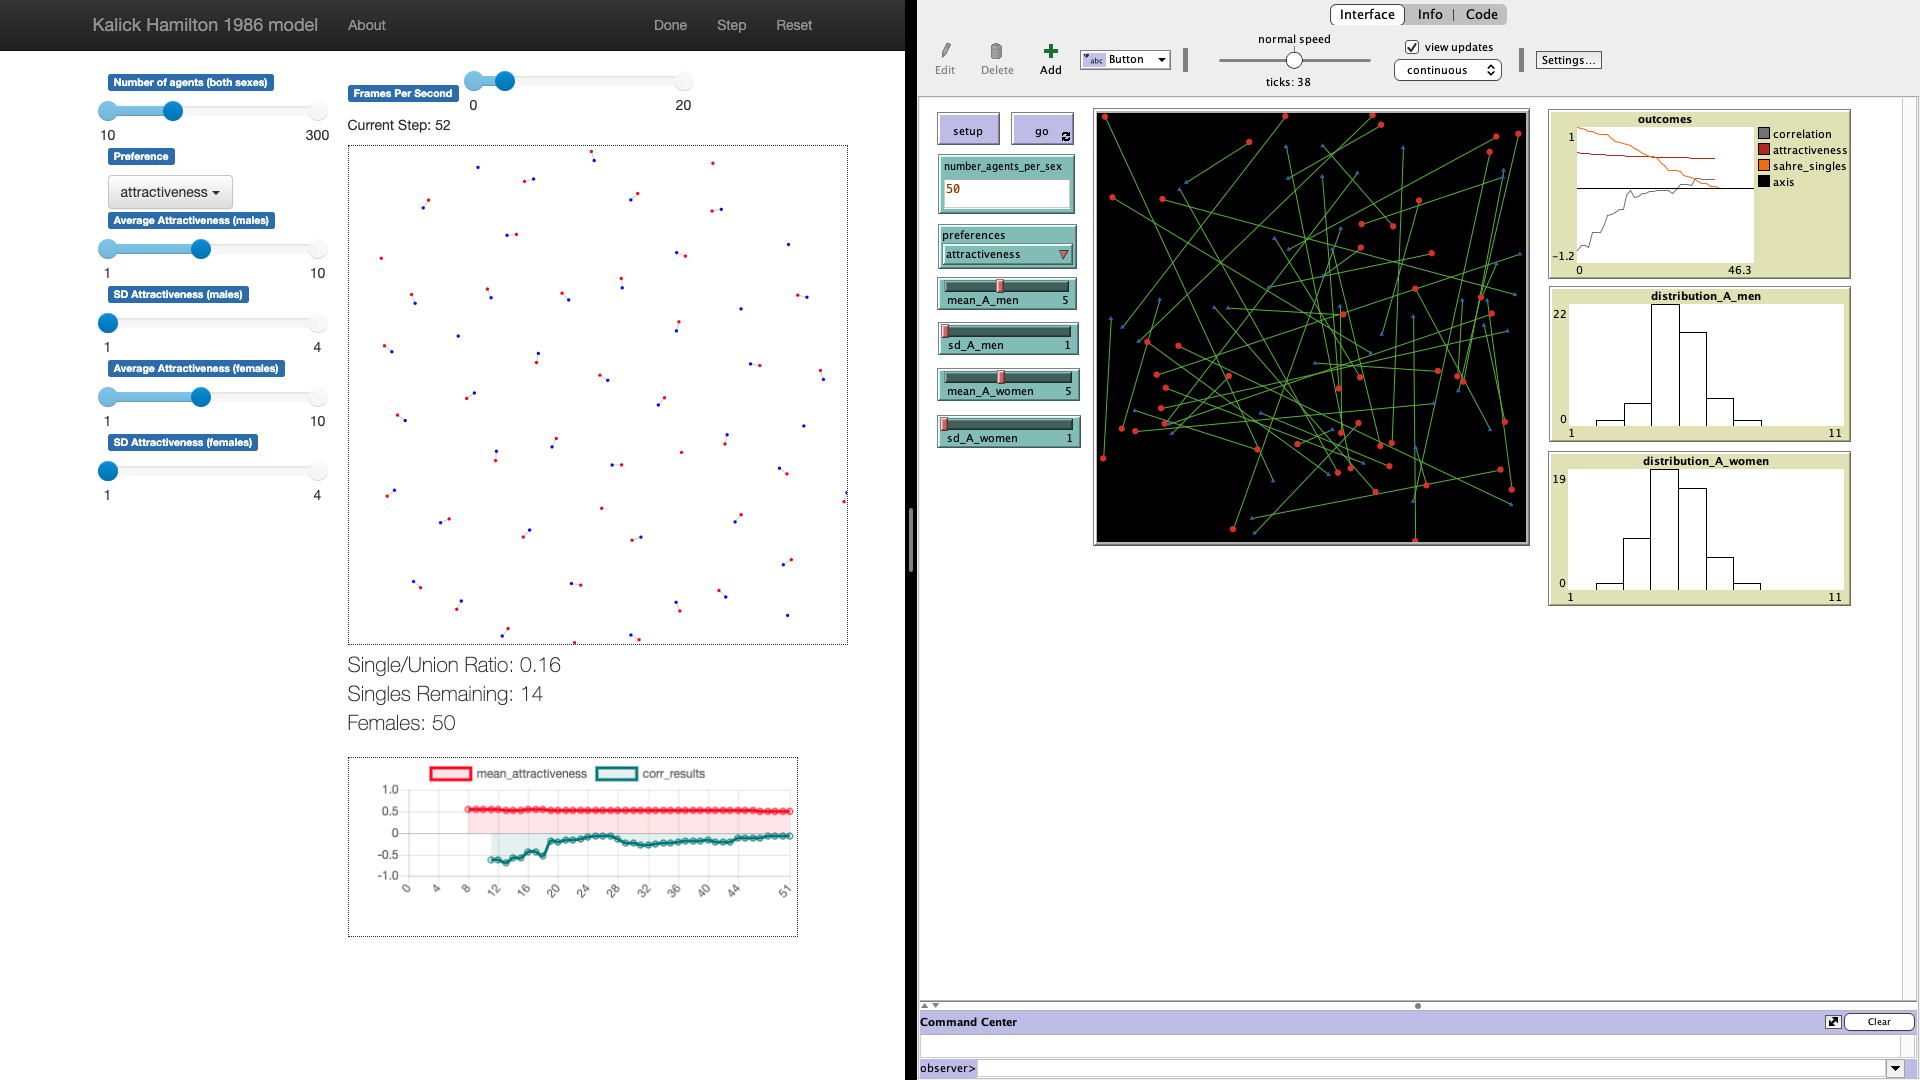 Kalick Hamilton 1986 model About Done Step Reset
Number of agents (both sexes)
10 300
Preference
attractiveness
Average Attractiveness (males)
1 10
SD Attractiveness (males)
1 4
Average Attractiveness (females)
1 10
SD Attractiveness (females)
1 4
Frames Per Second
0 20
Current Step: 52
Single/Union Ratio: 0.16
Singles Remaining: 14
Females: 50
mean_attractiveness corr_results
1.0
0.5
0
-0.5
-1.0
0 4 8 12 16 20 24 28 32 36 40 44 51
Interface Info Code
Edit Delete Add
abc Button
normal speed
ticks: 38
view updates
continuous
Settings...
setup go
number_agents_per_sex
50
preferences
attractiveness
mean_A_men 5
sd_A_men 1
mean_A_women 5
sd_A_women 1
outcomes
1
-1.2
0 46.3
correlation
attractiveness
sahre_singles
axis
distribution_A_men
22
0
1 11
distribution_A_women
19
0
1 11
Command Center
Clear
observer>